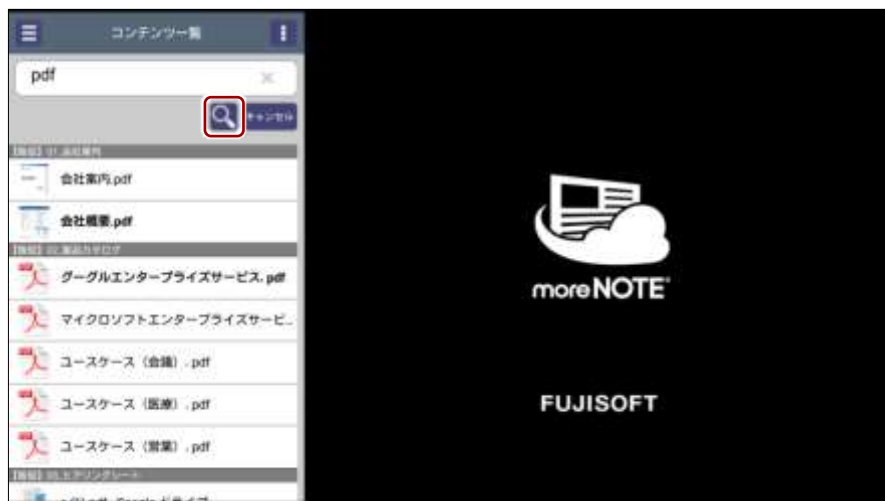 コンテンツ一覧
pdf
キャンセル
会社案内.pdf
会社概要.pdf
グーグルエンタープライズサービス.pdf
マイクロソフトエンタープライズサービ…
ユースケース（会議）.pdf
ユースケース（医療）.pdf
ユースケース（営業）.pdf
moreNOTE
FUJISOFT